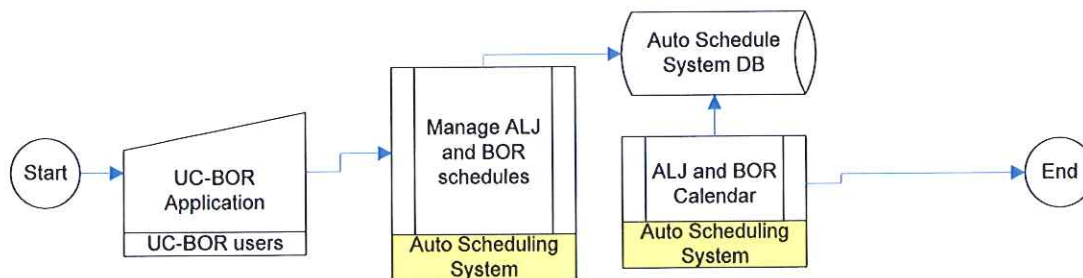 Start
UC-BOR
Application
UC-BOR users
Manage ALJ
and BOR
schedules
Auto Scheduling
System
Auto Schedule
System DB
ALJ and BOR
Calendar
Auto Scheduling
System
End